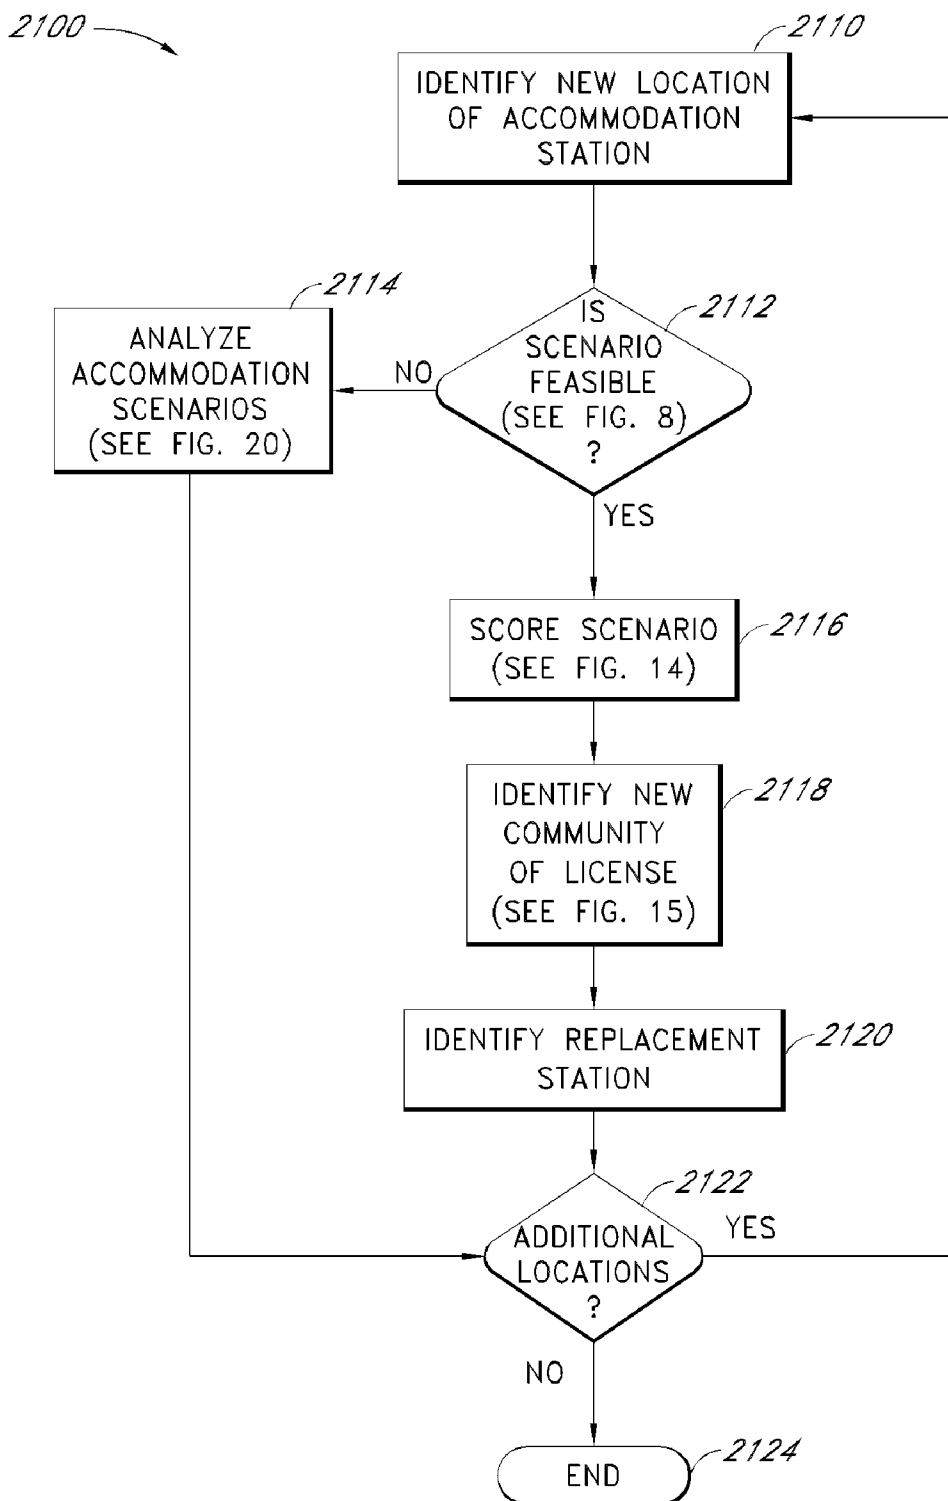 2100
2110
IDENTIFY NEW LOCATION
OF ACCOMMODATION
STATION
2112
IS
SCENARIO
FEASIBLE
(SEE FIG. 8)
?
NO
2114
ANALYZE
ACCOMMODATION
SCENARIOS
(SEE FIG. 20)
YES
2116
SCORE SCENARIO
(SEE FIG. 14)
2118
IDENTIFY NEW
COMMUNITY
OF LICENSE
(SEE FIG. 15)
2120
IDENTIFY REPLACEMENT
STATION
2122
ADDITIONAL
LOCATIONS
?
YES
NO
2124
END